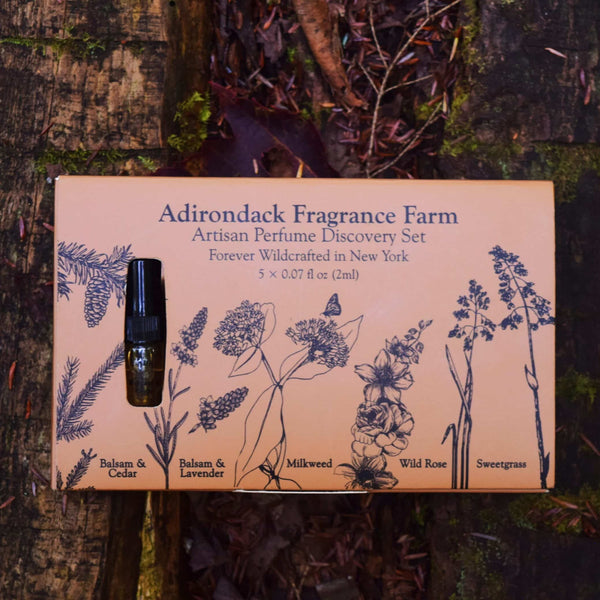 Adirondack Fragrance Farm
Artisan Perfume Discovery Set
Forever Wildcrafted in New York
5 × 0.07 fl oz (2ml)
Balsam &
Cedar
Balsam &
Lavender
Milkweed
Wild Rose
Sweetgrass